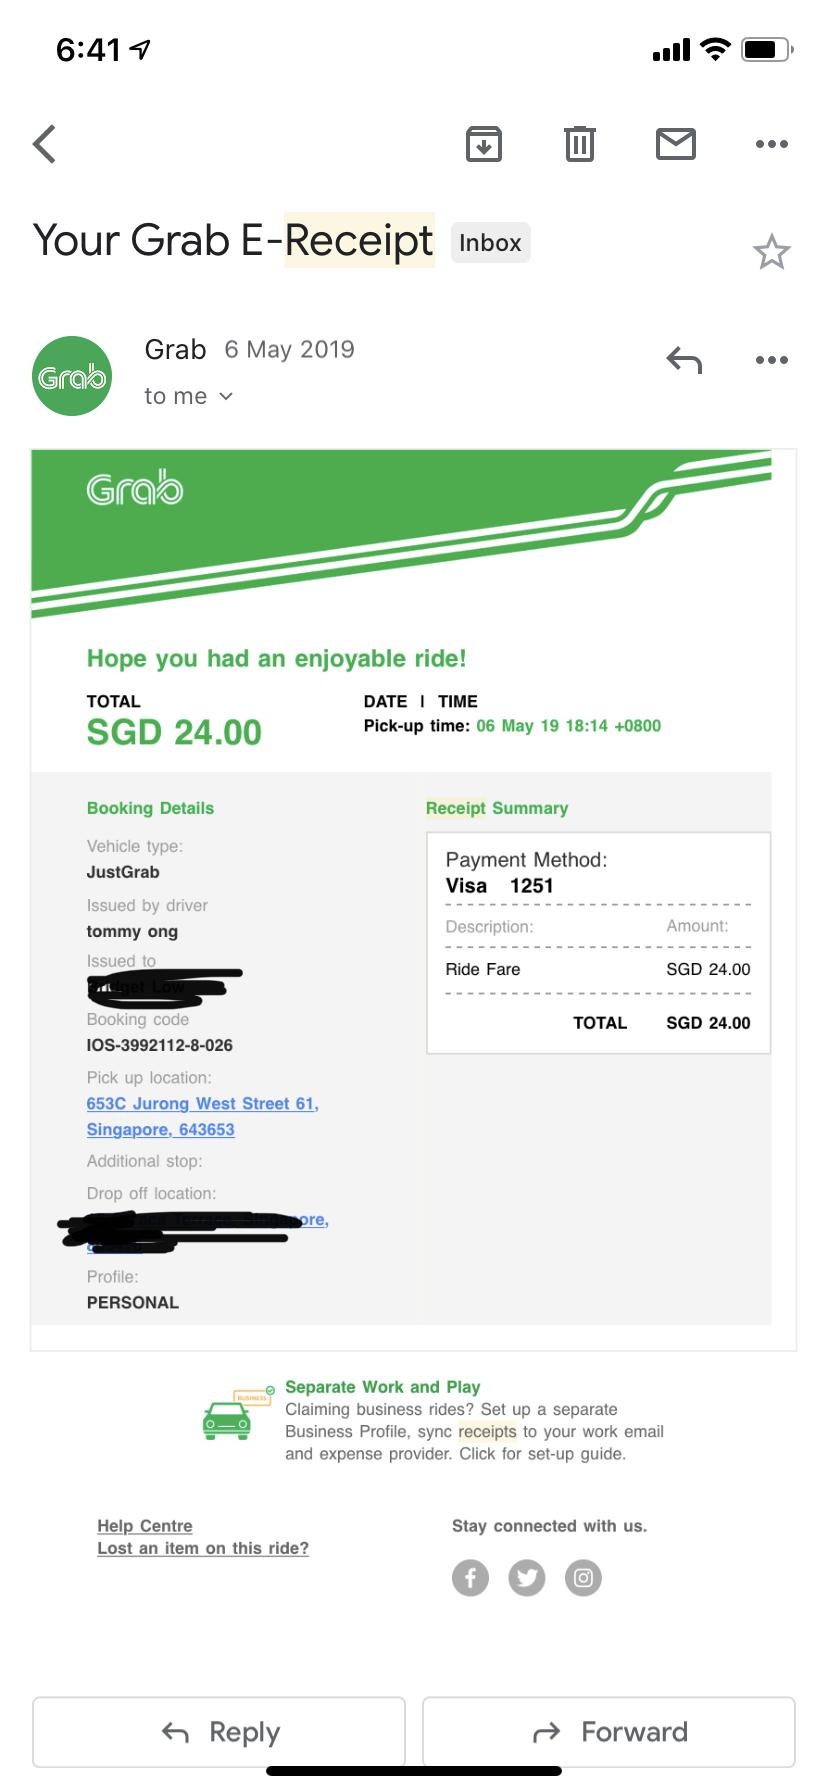 6:41
Your Grab E-Receipt Inbox
Grab 6 May 2019
to me
Grab
Grab
Hope you had an enjoyable ride!
TOTAL
SGD 24.00
DATE | TIME
Pick-up time: 06 May 19 18:14 +0800
Booking Details
Vehicle type:
JustGrab
Issued by driver
tommy ong
Issued to
Booking code
IOS-3992112-8-026
Pick up location:
653C Jurong West Street 61,
Singapore, 643653
Additional stop:
Drop off location:
Profile:
PERSONAL
Receipt Summary
Payment Method:
Visa 1251
Description: Amount:
Ride Fare SGD 24.00
TOTAL SGD 24.00
BUSINESS
Separate Work and Play
Claiming business rides? Set up a separate
Business Profile, sync receipts to your work email
and expense provider. Click for set-up guide.
Help Centre
Lost an item on this ride?
Stay connected with us.
Reply
Forward